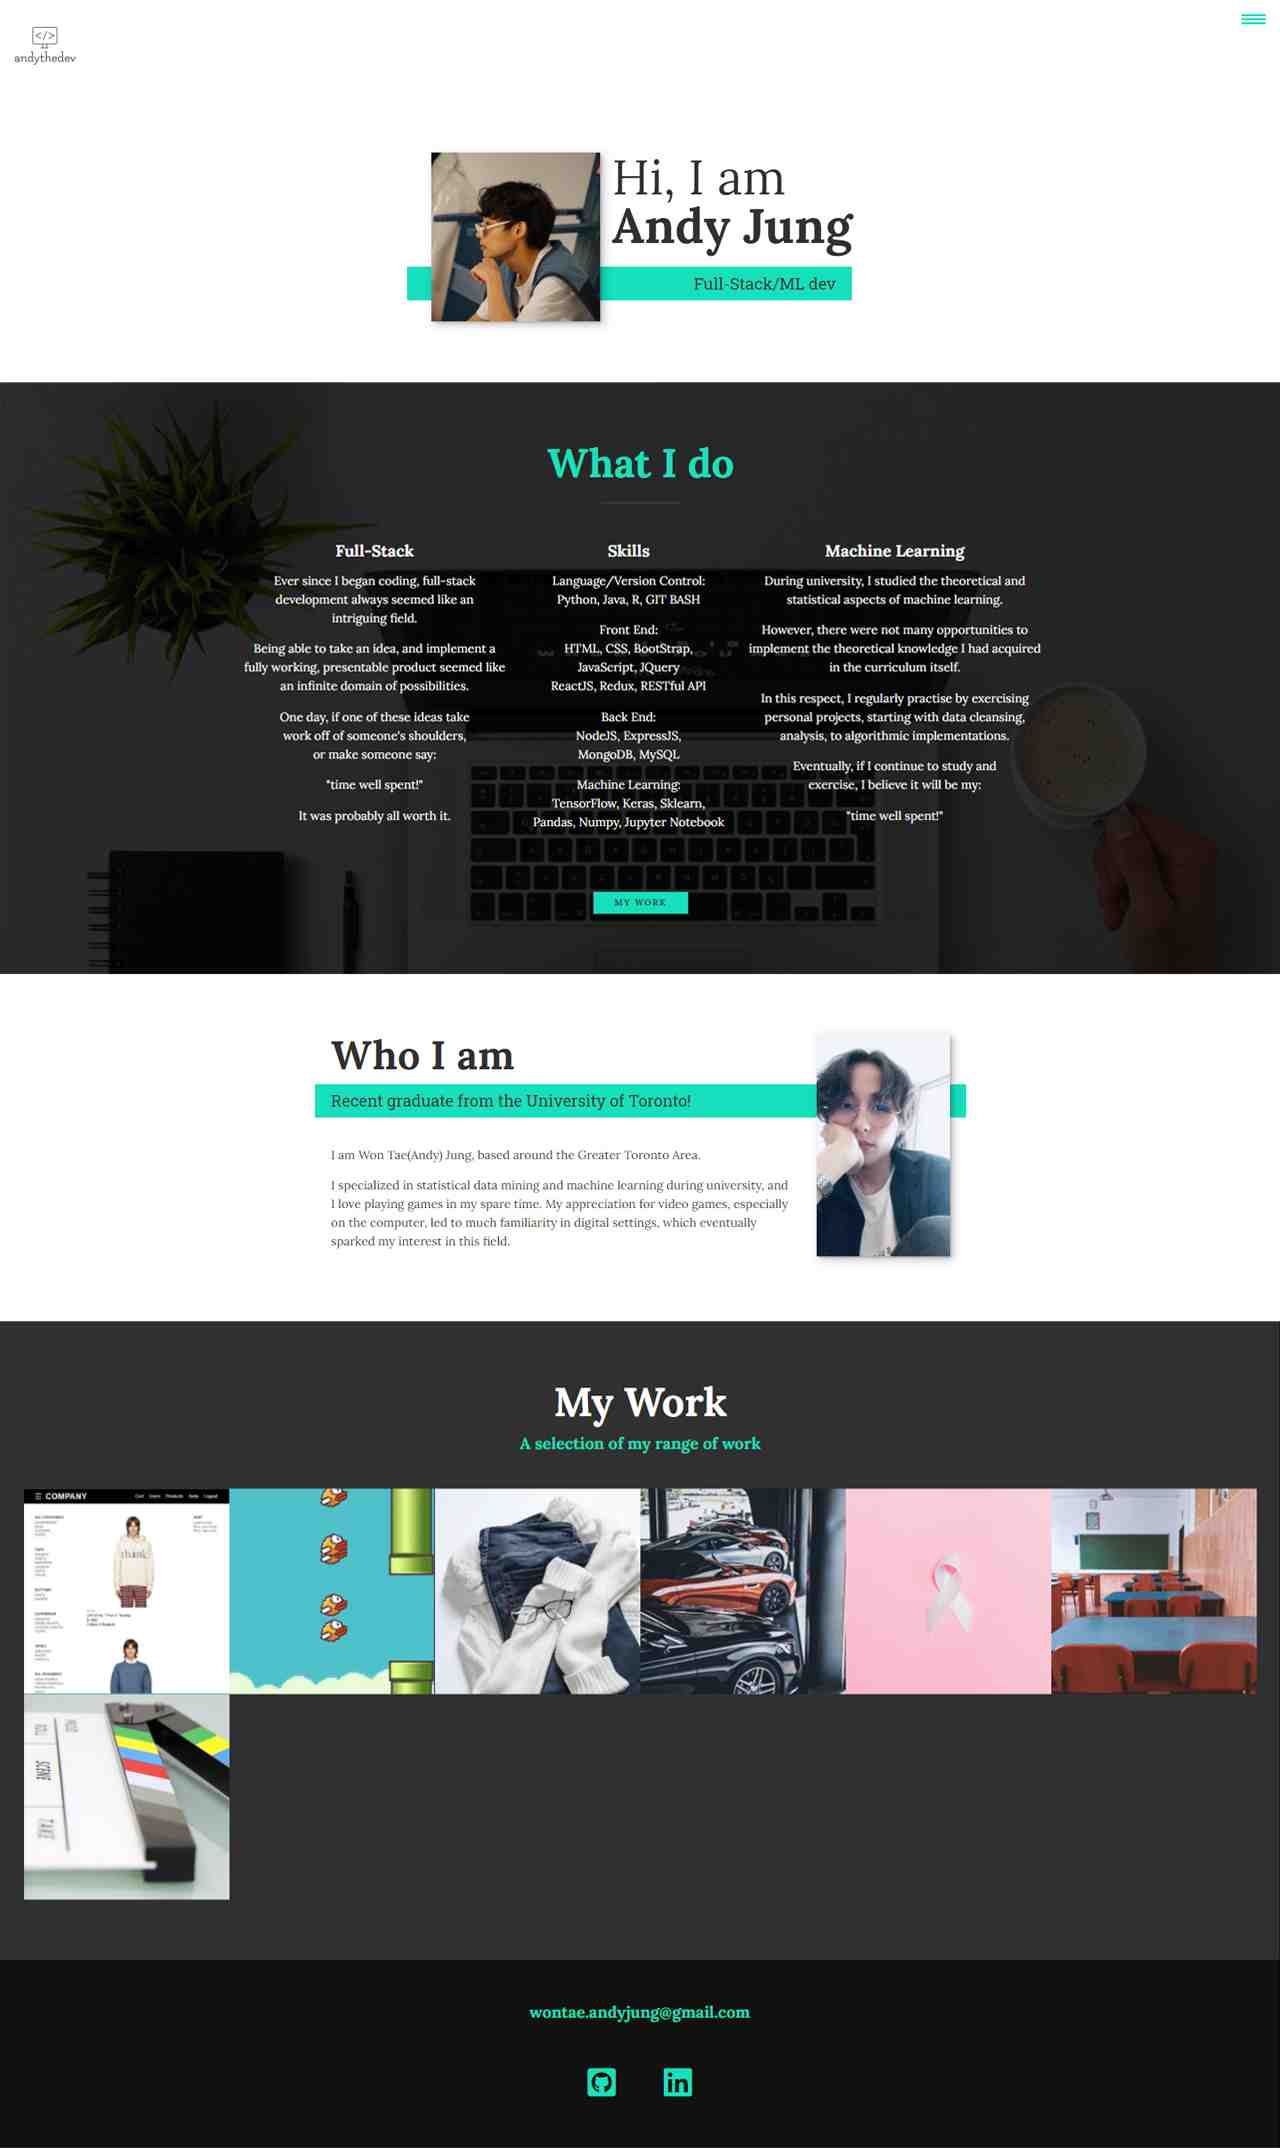 </>
andythedev
Hi, I am
Andy Jung
Full-Stack/ML dev
What I do
Full-Stack
Ever since I began coding, full-stack
development always seemed like an
intriguing field.
Being able to take an idea, and implement a
fully working, presentable product seemed like
an infinite domain of possibilities.
One day, if one of these ideas take
work off of someone's shoulders,
or make someone say:
"time well spent!"
It was probably all worth it.
Skills
Language/Version Control:
Python, Java, R, GIT BASH
Front End:
HTML, CSS, BootStrap,
JavaScript, JQuery
ReactJS, Redux, RESTful API
Back End:
NodeJS, ExpressJS,
MongoDB, MySQL
Machine Learning:
TensorFlow, Keras, Sklearn,
Pandas, Numpy, Jupyter Notebook
Machine Learning
During university, I studied the theoretical and
statistical aspects of machine learning.
However, there were not many opportunities to
implement the theoretical knowledge I had acquired
in the curriculum itself.
In this respect, I regularly practise by exercising
personal projects, starting with data cleansing,
analysis, to algorithmic implementations.
Eventually, if I continue to study and
exercise, I believe it will be my:
"time well spent!"
MY WORK
Who I am
Recent graduate from the University of Toronto!
I am Won Tae(Andy) Jung, based around the Greater Toronto Area.
I specialized in statistical data mining and machine learning during university, and
I love playing games in my spare time. My appreciation for video games, especially
on the computer, led to much familiarity in digital settings, which eventually
sparked my interest in this field.
My Work
A selection of my range of work
COMPANY
Cart Users Products Logout
thank
SCENE
wontae.andyjung@gmail.com
in